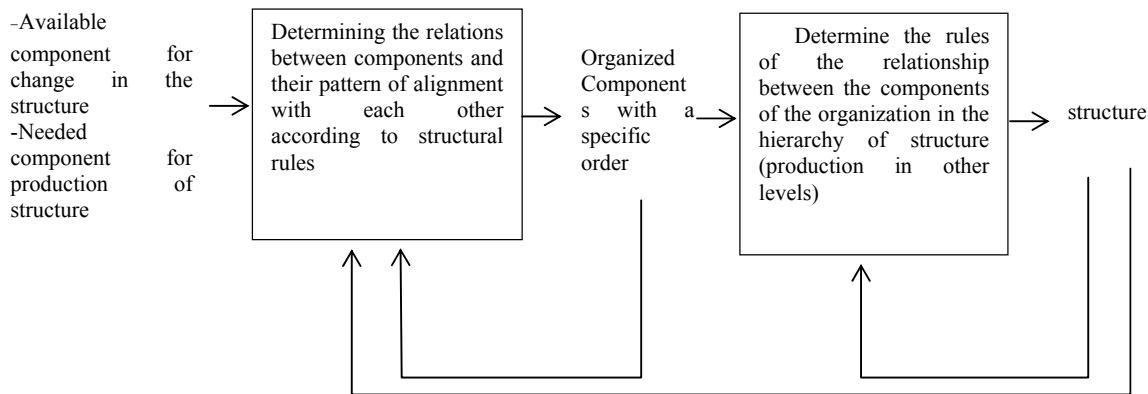 -Available
component for
change in the
structure
-Needed
component for
production of
structure
Determining the relations
between components and
their pattern of alignment
with each other
according to structural
rules
Organized
Component
s with a
specific
order
Determine the rules
of the relationship
between the components
of the organization in the
hierarchy of structure
(production in other
levels)
structure